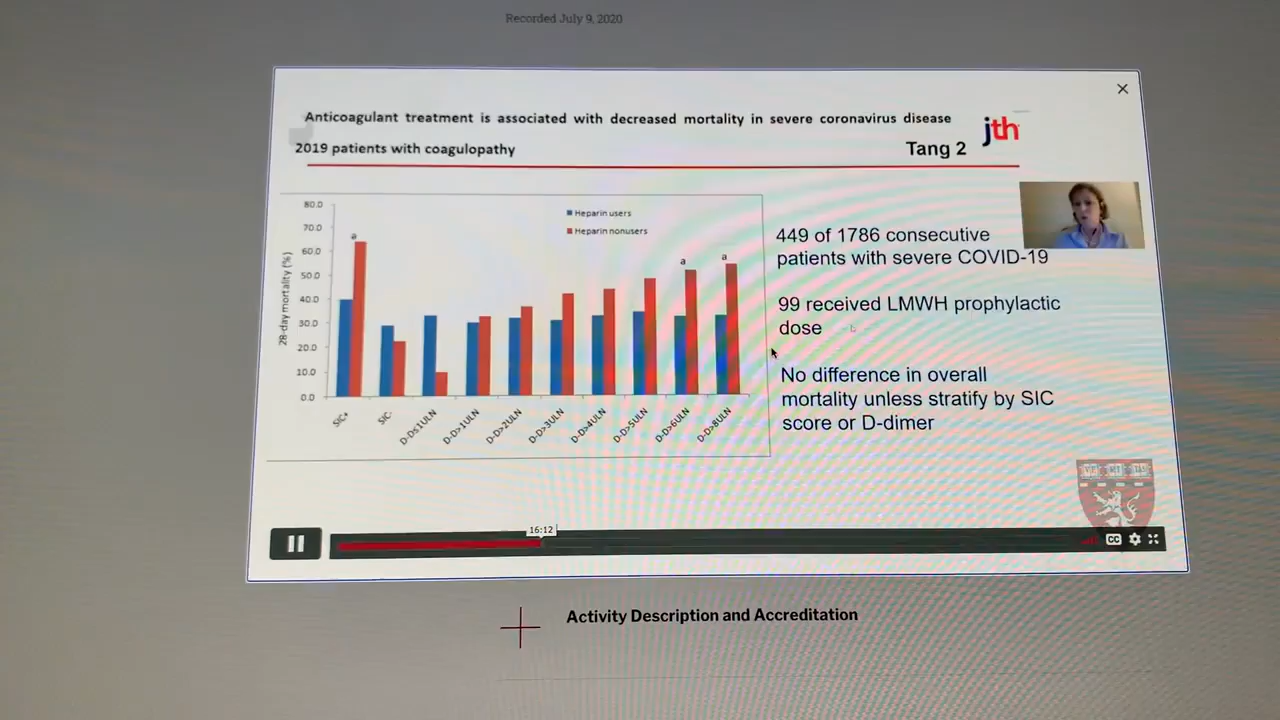 Recorded July 9, 2020
Anticoagulant treatment is associated with decreased mortality in severe coronavirus disease
2019 patients with coagulopathy
Tang 2
jth
80.0
70.0
60.0
50.0
40.0
30.0
20.0
10.0
0.0
28-day mortality (%)
Heparin users
Heparin nonusers
a
a
a
SIC+
SIC-
D-D≤1ULN
D-D>1ULN
D-D>2ULN
D-D>3ULN
D-D>4ULN
D-D>5ULN
D-D>6ULN
D-D>8ULN
449 of 1786 consecutive
patients with severe COVID-19
99 received LMWH prophylactic
dose
No difference in overall
mortality unless stratify by SIC
score or D-dimer
16:12
CC
Activity Description and Accreditation